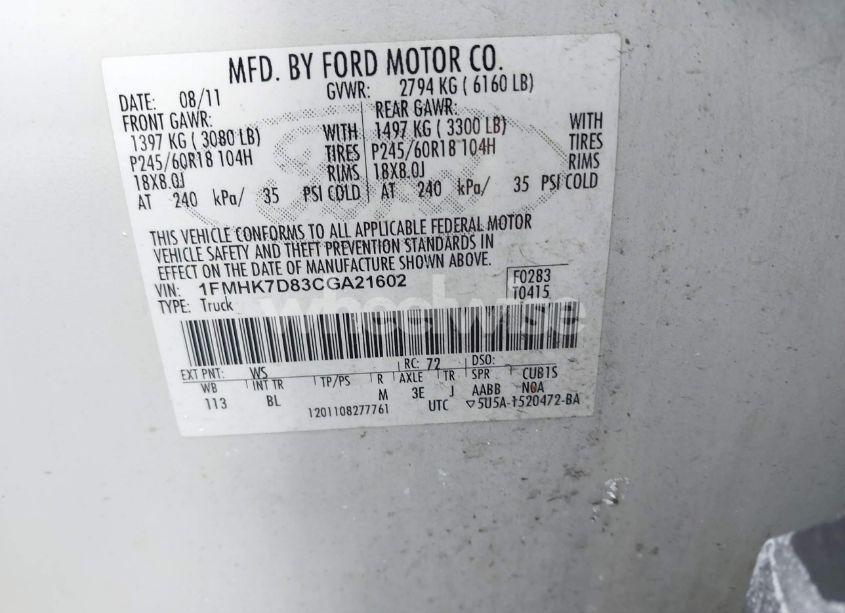 MFD. BY FORD MOTOR CO.
DATE: 08/11 GVWR: 2794 KG ( 6160 LB)
FRONT GAWR: REAR GAWR:
1397 KG ( 3080 LB) WITH 1497 KG ( 3300 LB) WITH
P245/60R18 104H TIRES P245/60R18 104H TIRES
18X8.0J RIMS 18X8.0J RIMS
AT 240 kPa/ 35 PSI COLD AT 240 kPa/ 35 PSI COLD
THIS VEHICLE CONFORMS TO ALL APPLICABLE FEDERAL MOTOR
VEHICLE SAFETY AND THEFT PREVENTION STANDARDS IN
EFFECT ON THE DATE OF MANUFACTURE SHOWN ABOVE.
VIN: 1FMHK7D83CGA21602 F0283
TYPE: Truck T0415
wheelwise
EXT PNT: WS RC: 72 DSO:
WB INT TR TP/PS R AXLE TR SPR CUB1S
113 BL M 3E J AABB N0A
1201108277761 UTC ▽5U5A-1520472-BA